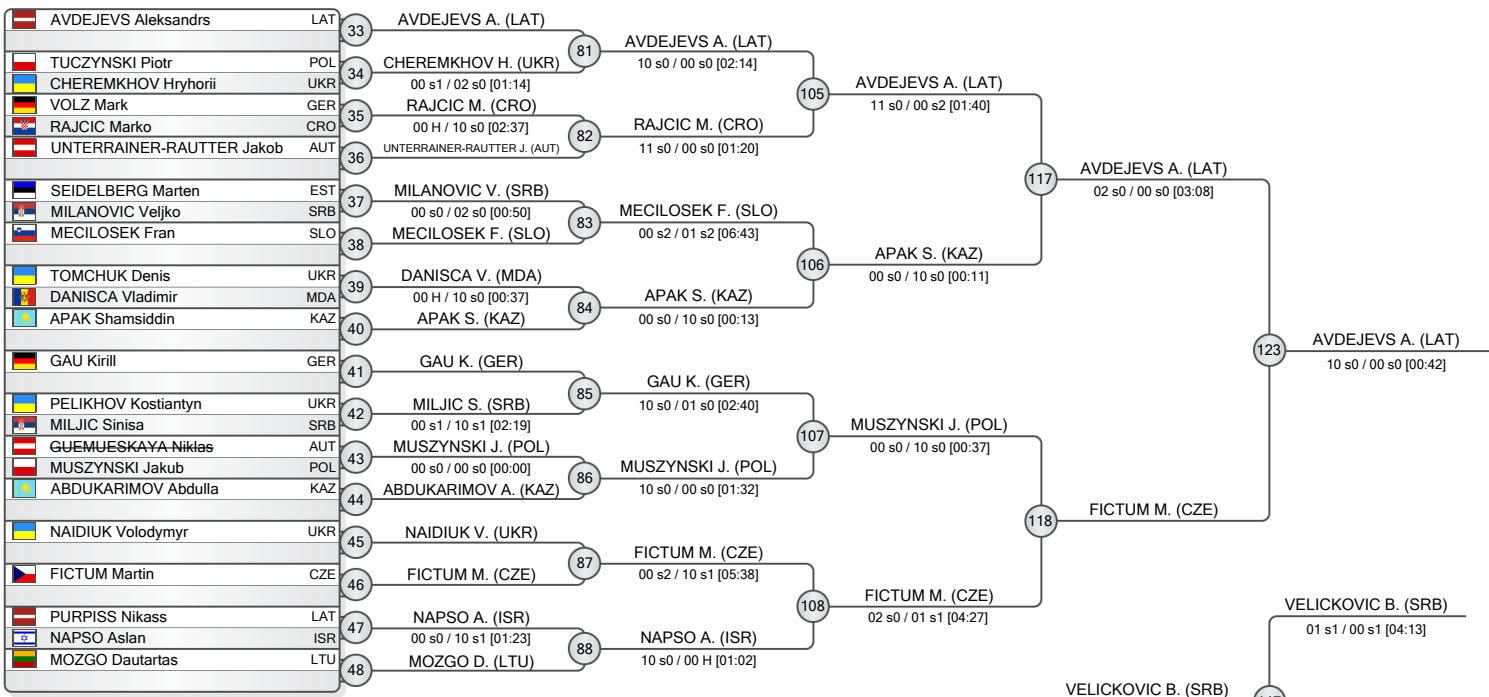 AVDEJEVS Aleksandrs LAT
TUCZYNSKI Piotr POL
CHEREMKHOV Hryhorii UKR
VOLZ Mark GER
RAJCIC Marko CRO
UNTERRAINER-RAUTTER Jakob AUT
SEIDELBERG Marten EST
MILANOVIC Veljko SRB
MECILOSEK Fran SLO
TOMCHUK Denis UKR
DANISCA Vladimir MDA
APAK Shamsiddin KAZ
GAU Kirill GER
PELIKHOV Kostiantyn UKR
MILJIC Sinisa SRB
GUEMUESKAYA Niklas AUT
MUSZYNSKI Jakub POL
ABDUKARIMOV Abdulla KAZ
NAIDIUK Volodymyr UKR
FICTUM Martin CZE
PURPISS Nikass LAT
NAPSO Aslan ISR
MOZGO Dautartas LTU
33
AVDEJEVS A. (LAT)
34
CHEREMKHOV H. (UKR)
00 s1 / 02 s0 [01:14]
35
RAJCIC M. (CRO)
00 H / 10 s0 [02:37]
36
UNTERRAINER-RAUTTER J. (AUT)
37
MILANOVIC V. (SRB)
00 s0 / 02 s0 [00:50]
38
MECILOSEK F. (SLO)
39
DANISCA V. (MDA)
00 H / 10 s0 [00:37]
40
APAK S. (KAZ)
41
GAU K. (GER)
42
MILJIC S. (SRB)
00 s1 / 10 s1 [02:19]
43
MUSZYNSKI J. (POL)
00 s0 / 00 s0 [00:00]
44
ABDUKARIMOV A. (KAZ)
45
NAIDIUK V. (UKR)
46
FICTUM M. (CZE)
47
NAPSO A. (ISR)
00 s0 / 10 s1 [01:23]
48
MOZGO D. (LTU)
81
AVDEJEVS A. (LAT)
10 s0 / 00 s0 [02:14]
82
RAJCIC M. (CRO)
11 s0 / 00 s0 [01:20]
83
MECILOSEK F. (SLO)
00 s2 / 01 s2 [06:43]
84
APAK S. (KAZ)
00 s0 / 10 s0 [00:13]
85
GAU K. (GER)
10 s0 / 01 s0 [02:40]
86
MUSZYNSKI J. (POL)
10 s0 / 00 s0 [01:32]
87
FICTUM M. (CZE)
00 s2 / 10 s1 [05:38]
88
NAPSO A. (ISR)
10 s0 / 00 H [01:02]
105
AVDEJEVS A. (LAT)
11 s0 / 00 s2 [01:40]
106
APAK S. (KAZ)
00 s0 / 10 s0 [00:11]
107
MUSZYNSKI J. (POL)
00 s0 / 10 s0 [00:37]
108
FICTUM M. (CZE)
02 s0 / 01 s1 [04:27]
117
AVDEJEVS A. (LAT)
02 s0 / 00 s0 [03:08]
118
FICTUM M. (CZE)
123
AVDEJEVS A. (LAT)
10 s0 / 00 s0 [00:42]
VELICKOVIC B. (SRB)
01 s1 / 00 s1 [04:13]
VELICKOVIC B. (SRB)